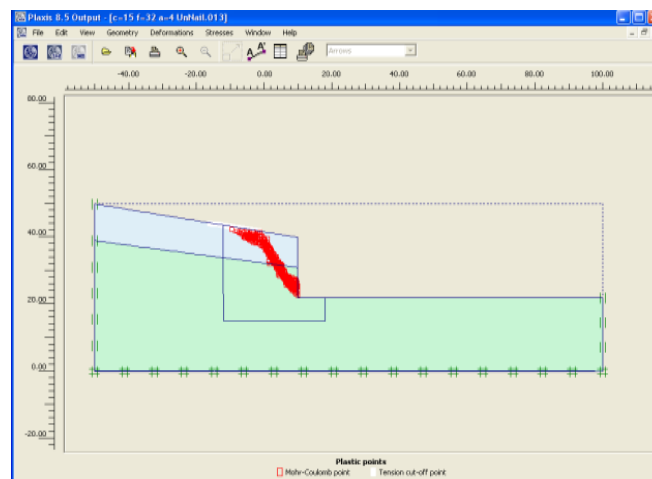 Plaxis 8.5 Output - [c=15 f=32 a=4 UnNail.013]
File Edit View Geometry Deformations Stresses Window Help
Arrows
-40.00 -20.00 0.00 20.00 40.00 60.00 80.00 100.00
80.00
60.00
40.00
20.00
0.00
-20.00
Plastic points
Mohr-Coulomb point Tension cut-off point